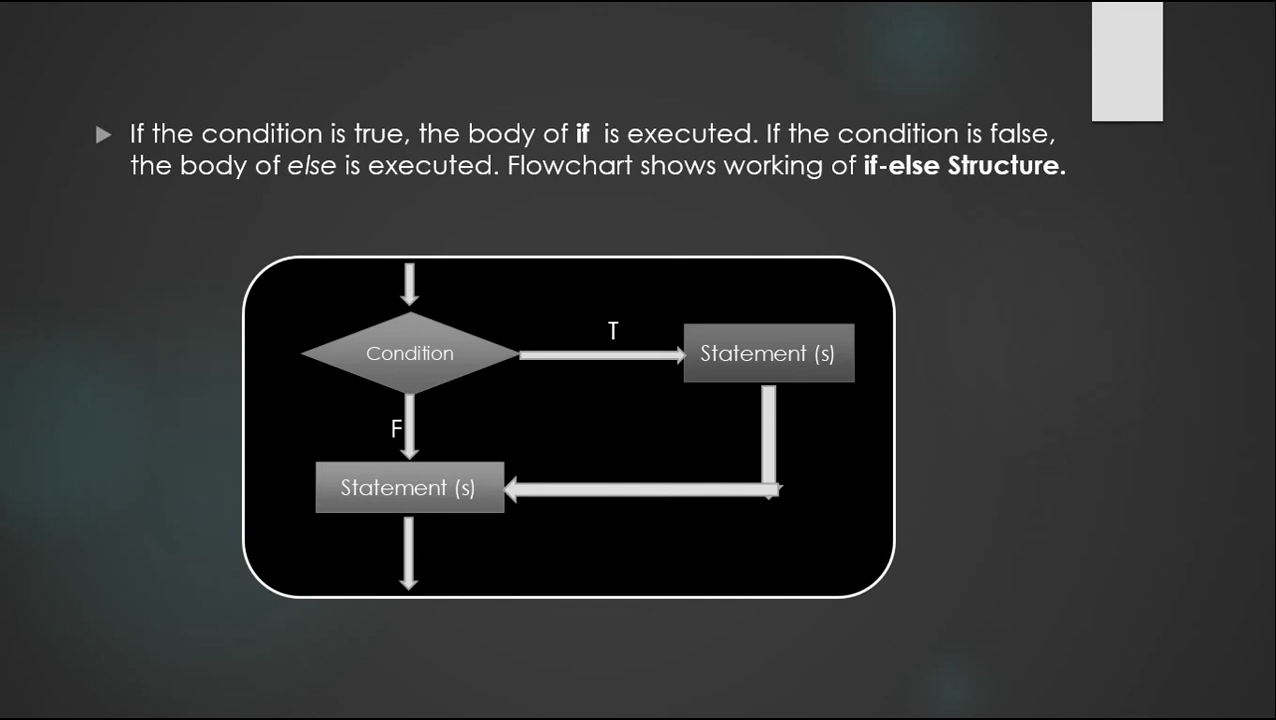 If the condition is true, the body of if is executed. If the condition is false,
the body of else is executed. Flowchart shows working of if-else Structure.
Condition
T
Statement (s)
F
Statement (s)